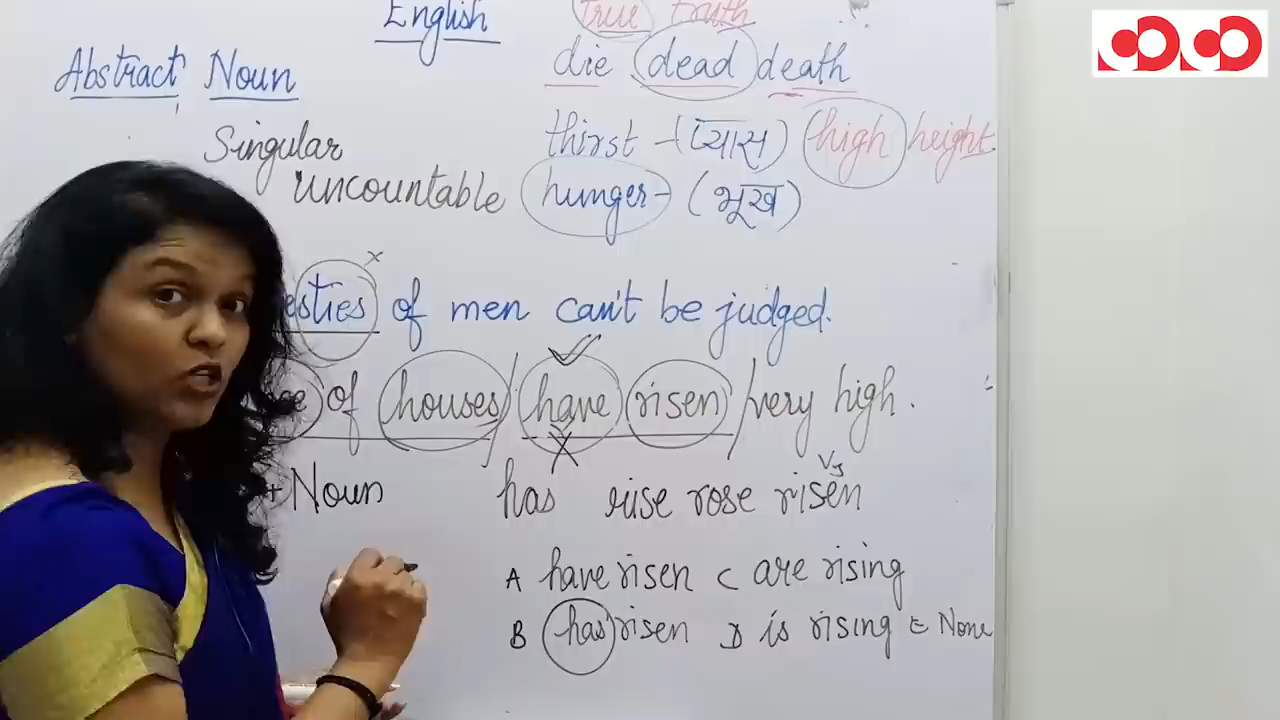 English
true truth
Abstract Noun
die dead death
Singular
thirst - (प्यास) high height.
uncountable
hunger - (भूख)
x
esties of men can't be judged.
of houses / have risen / very high.
X
V3
+ Noun
has rise rose risen
A have risen C are rising
B has risen D is rising E None